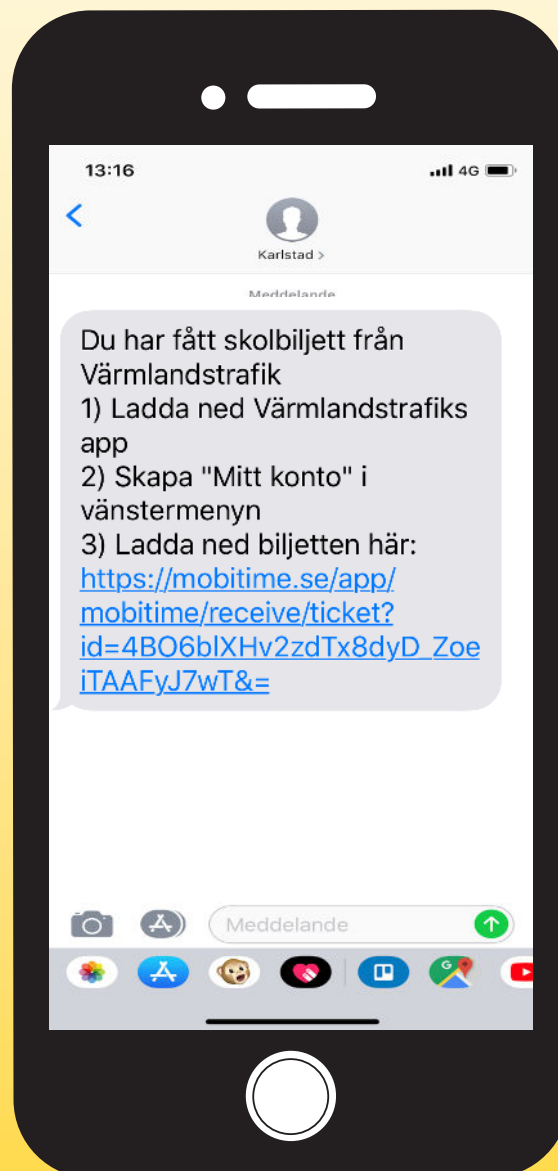 13:16
4G
Karlstad >
Meddelande
Du har fått skolbiljett från
Värmlandstrafik
1) Ladda ned Värmlandstrafiks
app
2) Skapa "Mitt konto" i
vänstermenyn
3) Ladda ned biljetten här:
https://mobitime.se/app/
mobitime/receive/ticket?
id=4BO6blXHv2zdTx8dyD_Zoe
iTAAFyJ7wT&=
Meddelande